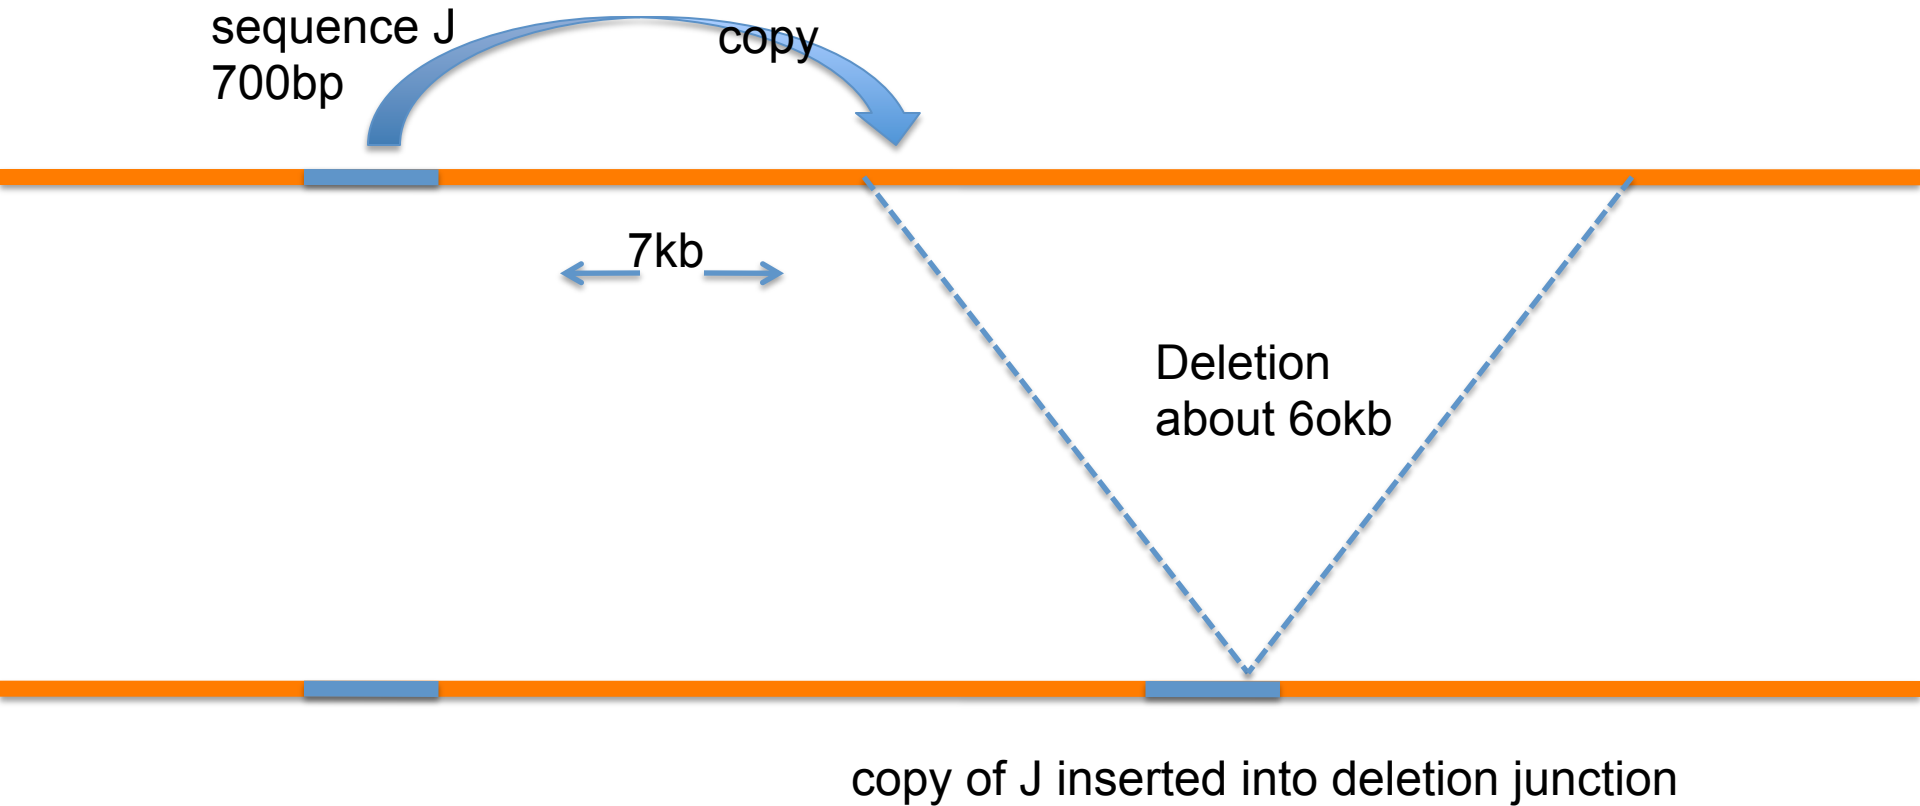 sequence J
700bp
copy
7kb
Deletion
about 6okb
copy of J inserted into deletion junction